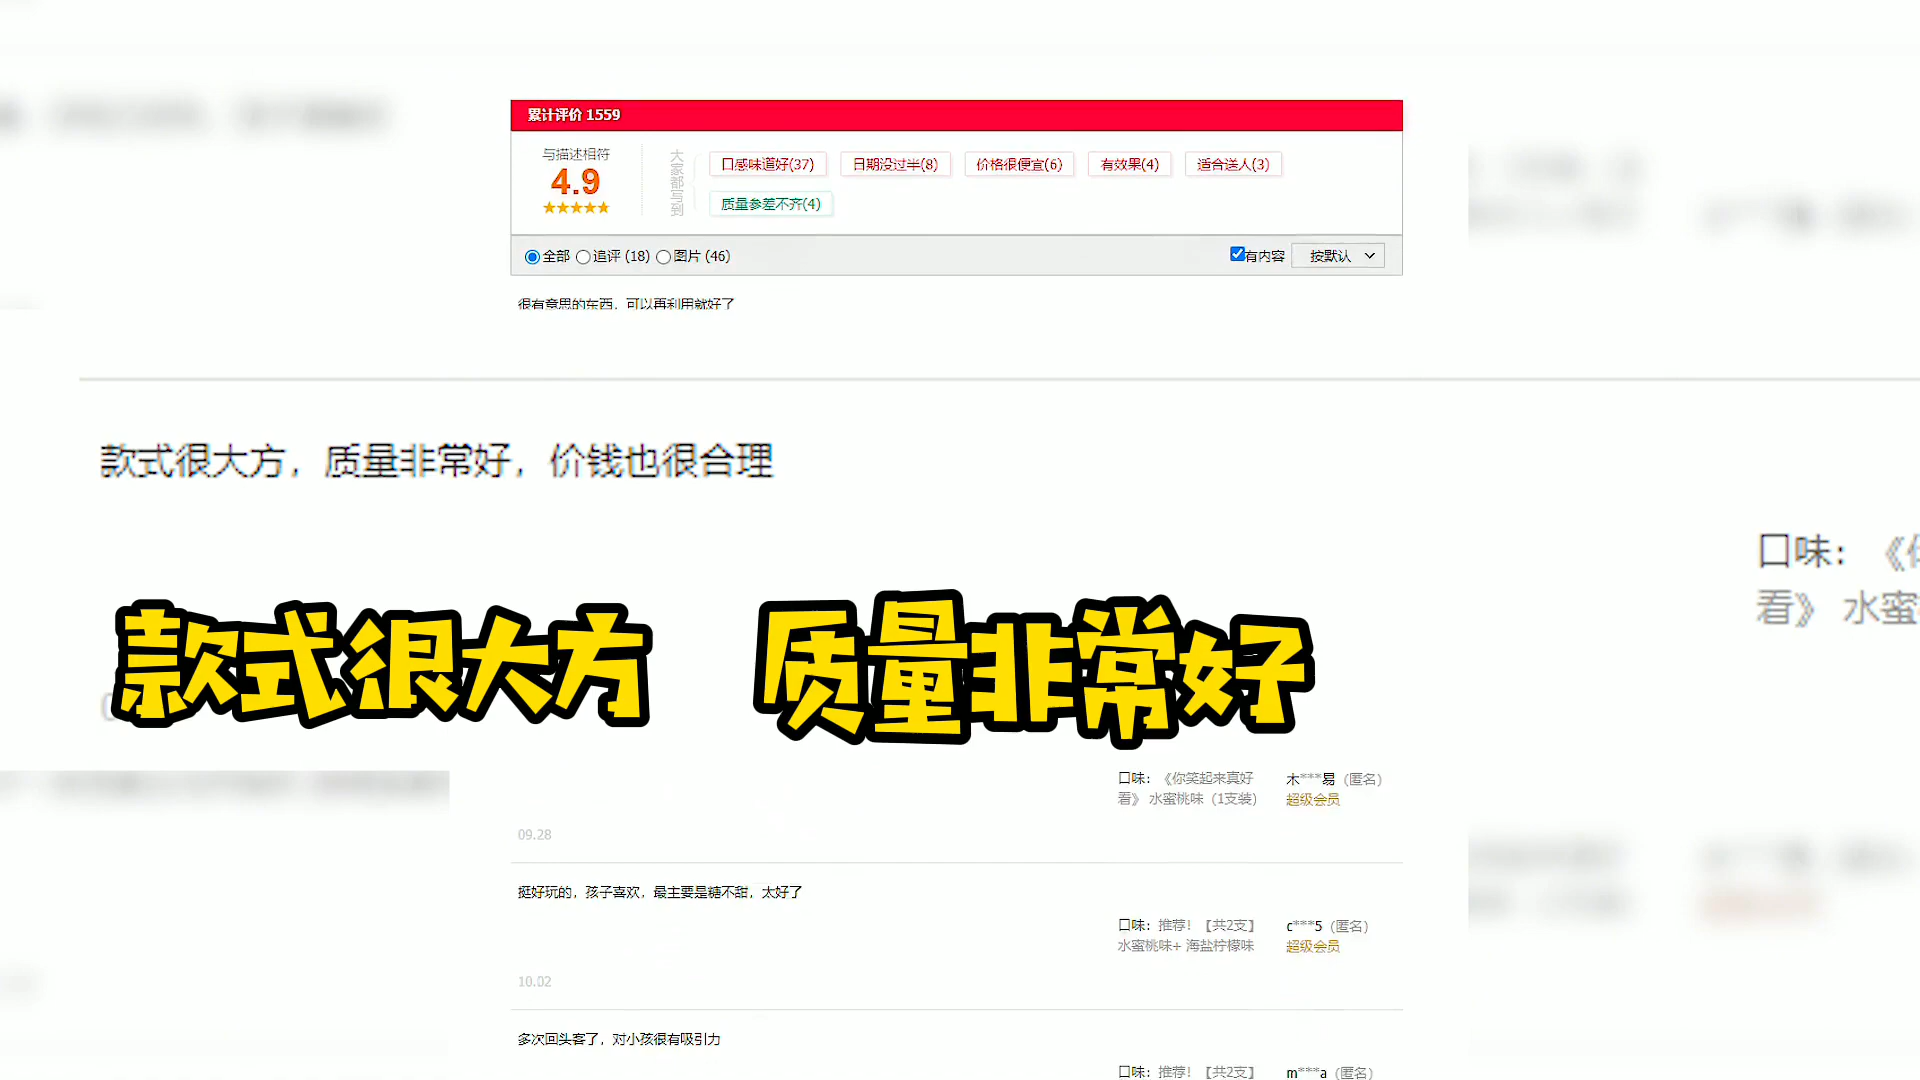 累计评价 1559
与描述相符
4.9
大家都写到
口感味道好(37)
日期没过半(8)
价格很便宜(6)
有效果(4)
适合送人(3)
质量参差不齐(4)
全部
追评 (18)
图片 (46)
有内容
按默认
很有意思的东西，可以再利用就好了
款式很大方，质量非常好，价钱也很合理
口味：《
看》 水蜜
款式很大方 质量非常好
口味：《你笑起来真好
看》 水蜜桃味（1支装）
木***易（匿名）
超级会员
09.28
挺好玩的，孩子喜欢，最主要是糖不甜，太好了
口味：推荐！【共2支】
水蜜桃味+ 海盐柠檬味
c***5（匿名）
超级会员
10.02
多次回头客了，对小孩很有吸引力
口味：推荐！【共2支】
m***a（匿名）